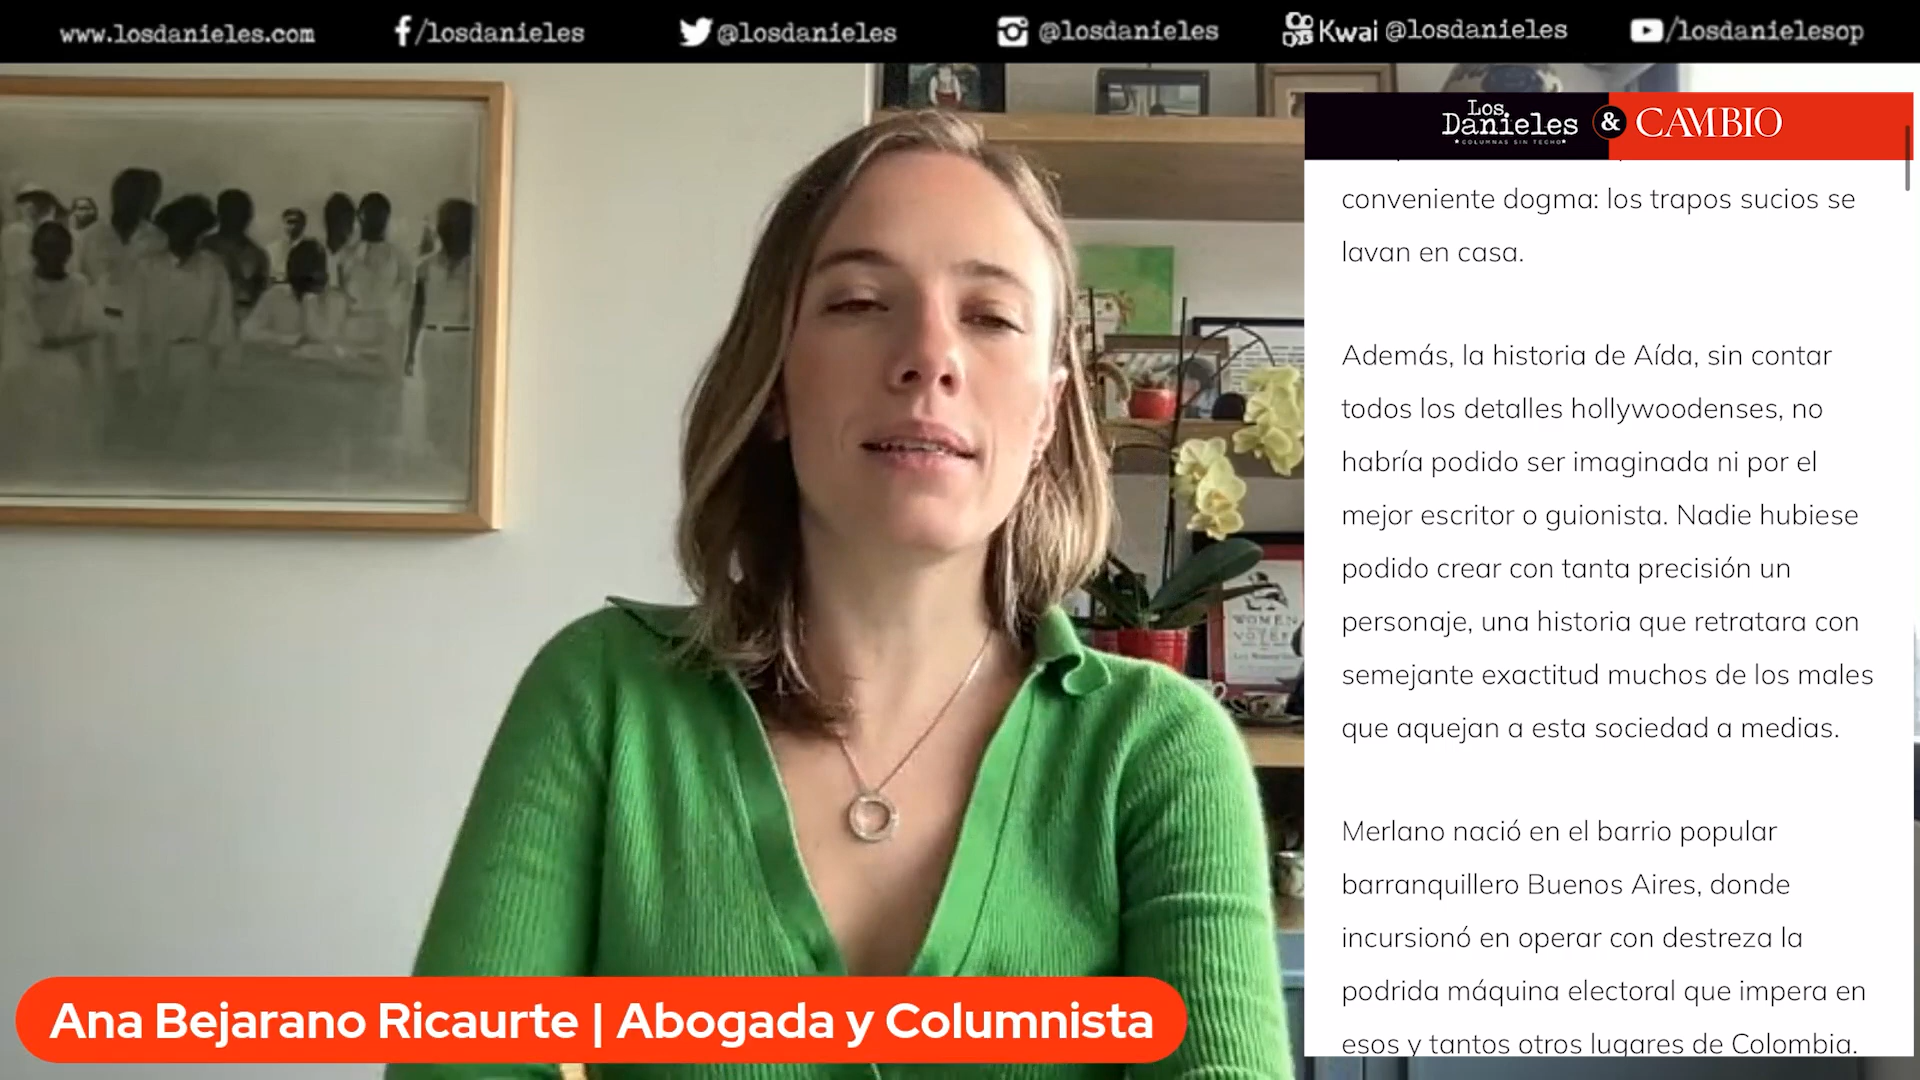 www.losdanieles.com
/losdanieles
@losdanieles
@losdanieles
Kwai @losdanieles
/losdanielesop
Los
Danieles
COLUMNAS SIN TECHO
& CAMBIO
conveniente dogma: los trapos sucios se
lavan en casa.
Además, la historia de Aída, sin contar
todos los detalles hollywoodenses, no
habría podido ser imaginada ni por el
mejor escritor o guionista. Nadie hubiese
podido crear con tanta precisión un
personaje, una historia que retratara con
semejante exactitud muchos de los males
que aquejan a esta sociedad a medias.
Merlano nació en el barrio popular
barranquillero Buenos Aires, donde
incursionó en operar con destreza la
podrida máquina electoral que impera en
esos y tantos otros lugares de Colombia.
WOMEN
Ana Bejarano Ricaurte | Abogada y Columnista